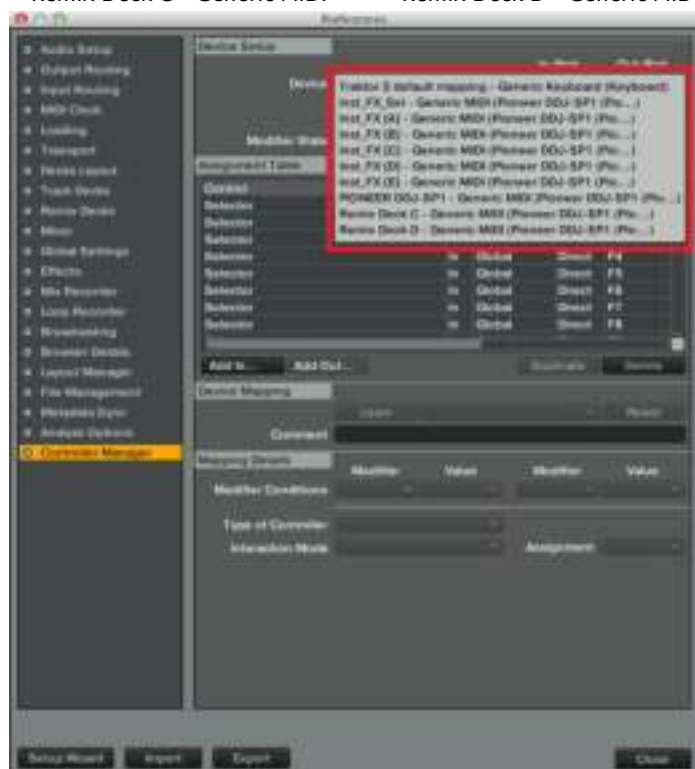 Remix Deck C - Generic MIDI Remix Deck D - Generic MID
Preferences
Audio Setup
Output Routing
Input Routing
MIDI Clock
Loading
Transport
Decks Layout
Track Decks
Remix Decks
Mixer
Global Settings
Effects
Mix Recorder
Loop Recorder
Broadcasting
Browser Details
Layout Manager
File Management
Metadata Sync
Analyze Options
Controller Manager
Device Setup
Device
Traktor 2 default mapping - Generic Keyboard (Keyboard)
Inst_FX_Sel - Generic MIDI (Pioneer DDJ-SP1 (Pio...)
Inst_FX (A) - Generic MIDI (Pioneer DDJ-SP1 (Pio...)
Inst_FX (B) - Generic MIDI (Pioneer DDJ-SP1 (Pio...)
Inst_FX (C) - Generic MIDI (Pioneer DDJ-SP1 (Pio...)
Inst_FX (D) - Generic MIDI (Pioneer DDJ-SP1 (Pio...)
Inst_FX (E) - Generic MIDI (Pioneer DDJ-SP1 (Pio...)
PIONEER DDJ-SP1 - Generic MIDI (Pioneer DDJ-SP1 (Pio...)
Remix Deck C - Generic MIDI (Pioneer DDJ-SP1 (Pio...)
Remix Deck D - Generic MIDI (Pioneer DDJ-SP1 (Pio...)
Modifier State
Assignment Table
Control
Selector
Selector
Selector
Selector In Global Direct F4
Selector In Global Direct F5
Selector In Global Direct F6
Selector In Global Direct F7
Selector In Global Direct F8
Add In... Add Out... Duplicate Delete
Device Mapping
Learn Reset
Comment
Mapping Details
Modifier Value Modifier Value
Modifier Conditions
Type of Controller
Interaction Mode Assignment
Setup Wizard Import Export Close